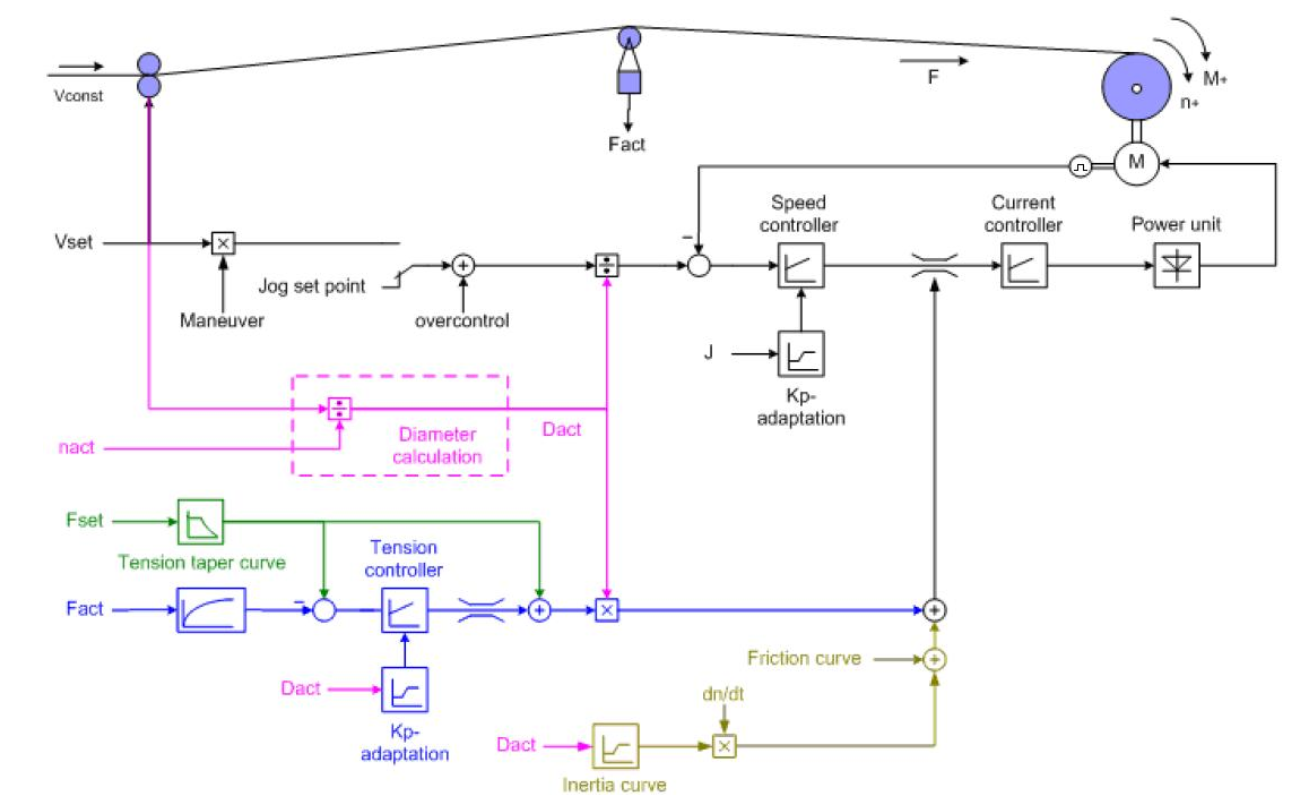 Vconst
F
M+
n+
Fact
M
Speed
controller
Current
controller
Power unit
Vset
Jog set point
Maneuver
overcontrol
J
Kp-
adaptation
nact
Diameter
calculation
Dact
Fset
Tension taper curve
Tension
controller
Fact
Friction curve
Dact
Kp-
adaptation
dn/dt
Dact
Inertia curve